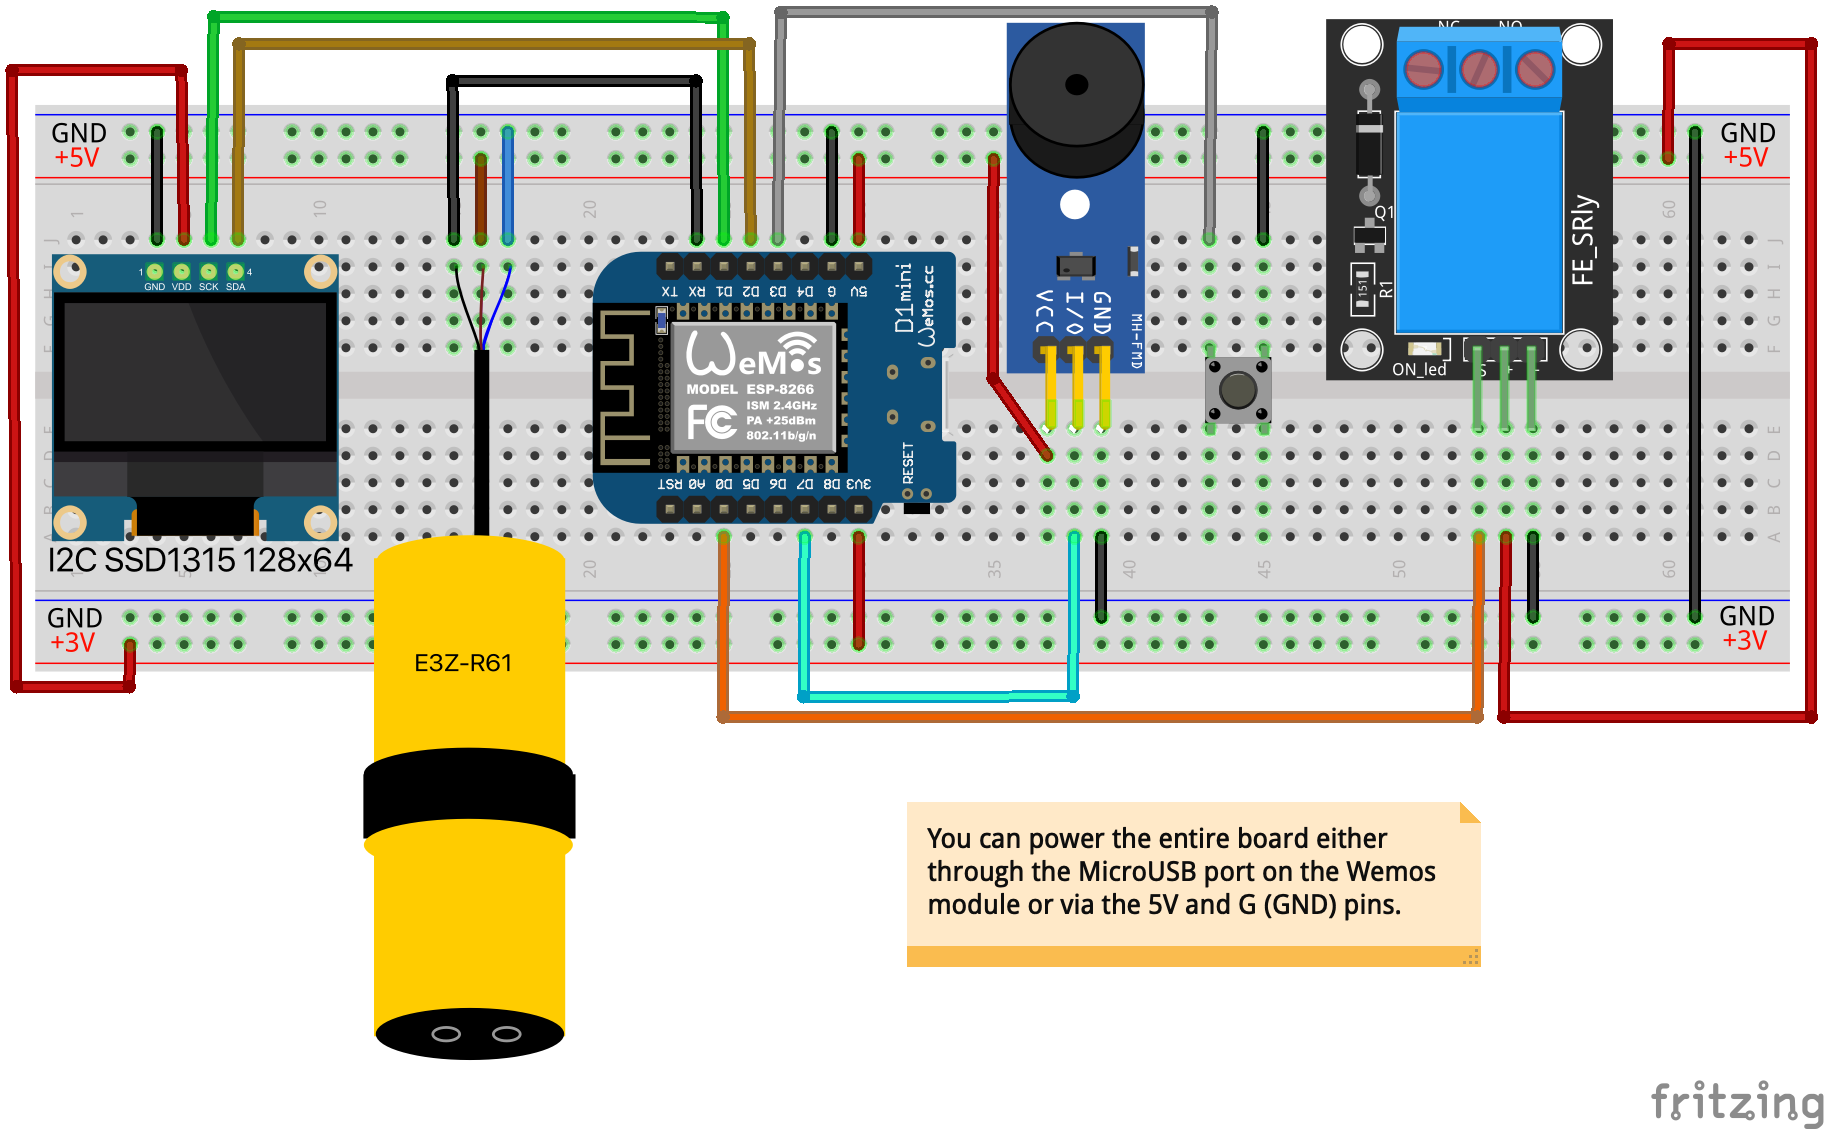 NC NO
GND
+5V
GND
+5V
1
10
20
60
J
J
I
H
G
F
1 4
GND VDD SCK SDA
TX RX D1 D2 D3 D4 G 5V
D1mini
WeMos.cc
WeMos
MODEL ESP-8266
ISM 2.4GHz
PA +25dBm
802.11b/g/n
FC
RESET
RST A0 D0 D5 D6 D7 D8 3V3
VCC
I/O
GND
MH-FMD
Q1
R1
151
FE_SRly
ON_led
S + -
E
D
C
B
A
I2C SSD1315 128x64
20
35
40
45
50
60
GND
+3V
GND
+3V
E3Z-R61
You can power the entire board either
through the MicroUSB port on the Wemos
module or via the 5V and G (GND) pins.
fritzing